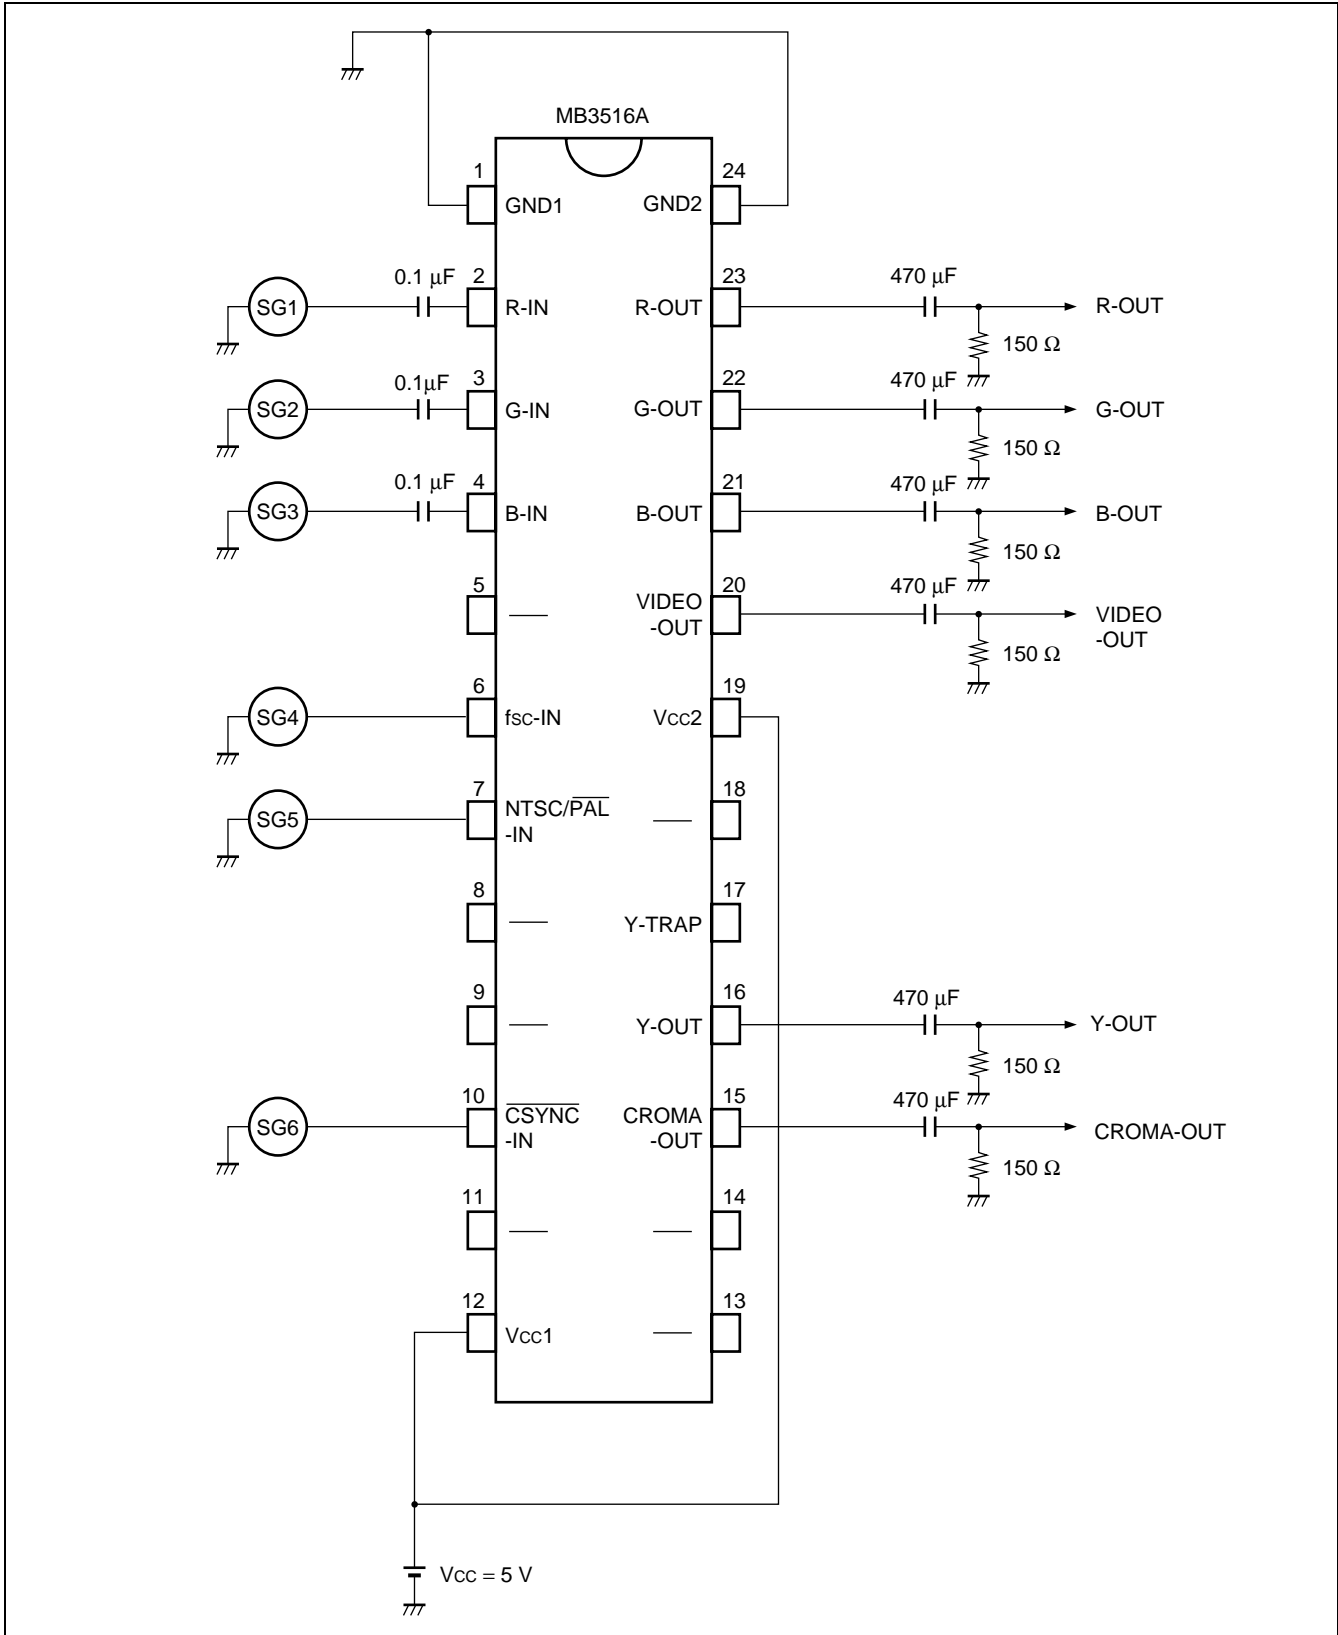 MB3516A
1
24
GND1
GND2
0.1 µF
2
23
470 µF
SG1
R-IN
R-OUT
R-OUT
150 Ω
0.1µF
3
22
470 µF
SG2
G-IN
G-OUT
G-OUT
150 Ω
0.1 µF
4
21
470 µF
SG3
B-IN
B-OUT
B-OUT
150 Ω
5
20
470 µF
VIDEO
-OUT
VIDEO
-OUT
150 Ω
6
19
SG4
fSC-IN
VCC2
7
18
SG5
NTSC/P̅A̅L̅
-IN
8
17
Y-TRAP
9
16
470 µF
Y-OUT
Y-OUT
150 Ω
10
15
470 µF
SG6
C̅S̅Y̅N̅C̅
-IN
CROMA
-OUT
CROMA-OUT
150 Ω
11
14
12
13
VCC1
VCC = 5 V